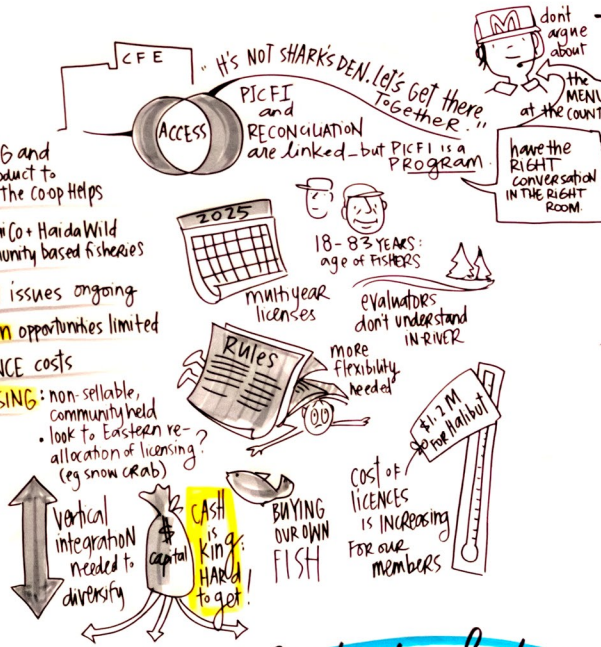 CFE
"IT'S NOT SHARK'S DEN. LET'S GET there
TOGETHER."
M
don't
argue
about
the
MENU
at the COUNT
have the
RIGHT
conversation
IN THE RIGHT
ROOM.
ACCESS
PICFI
and
RECONCILIATION
are linked - but PICFI is a
PROGRAM.
G and
oduct to
the CO-OP Helps
i Co + Haida Wild
unity based fisheries
issues ongoing
n opportunities limited
NCE costs
SING: non-sellable,
community held
• look to Eastern re-
allocation of licensing?
(eg snow CRAB)
2025
multiyear
licenses
18-83 YEARS:
age of FISHERS
evaluators
don't understand
IN-RIVER
RULES
more
flexibility
needed
$1.2 M
FOR Halibut
COST OF
LICENCES
IS INCREASING
FOR OUR
members
vertical
integration
needed to
diversify
$
capital
CASH
is
King:
HARD
to get!
BUYING
OUR OWN
FISH